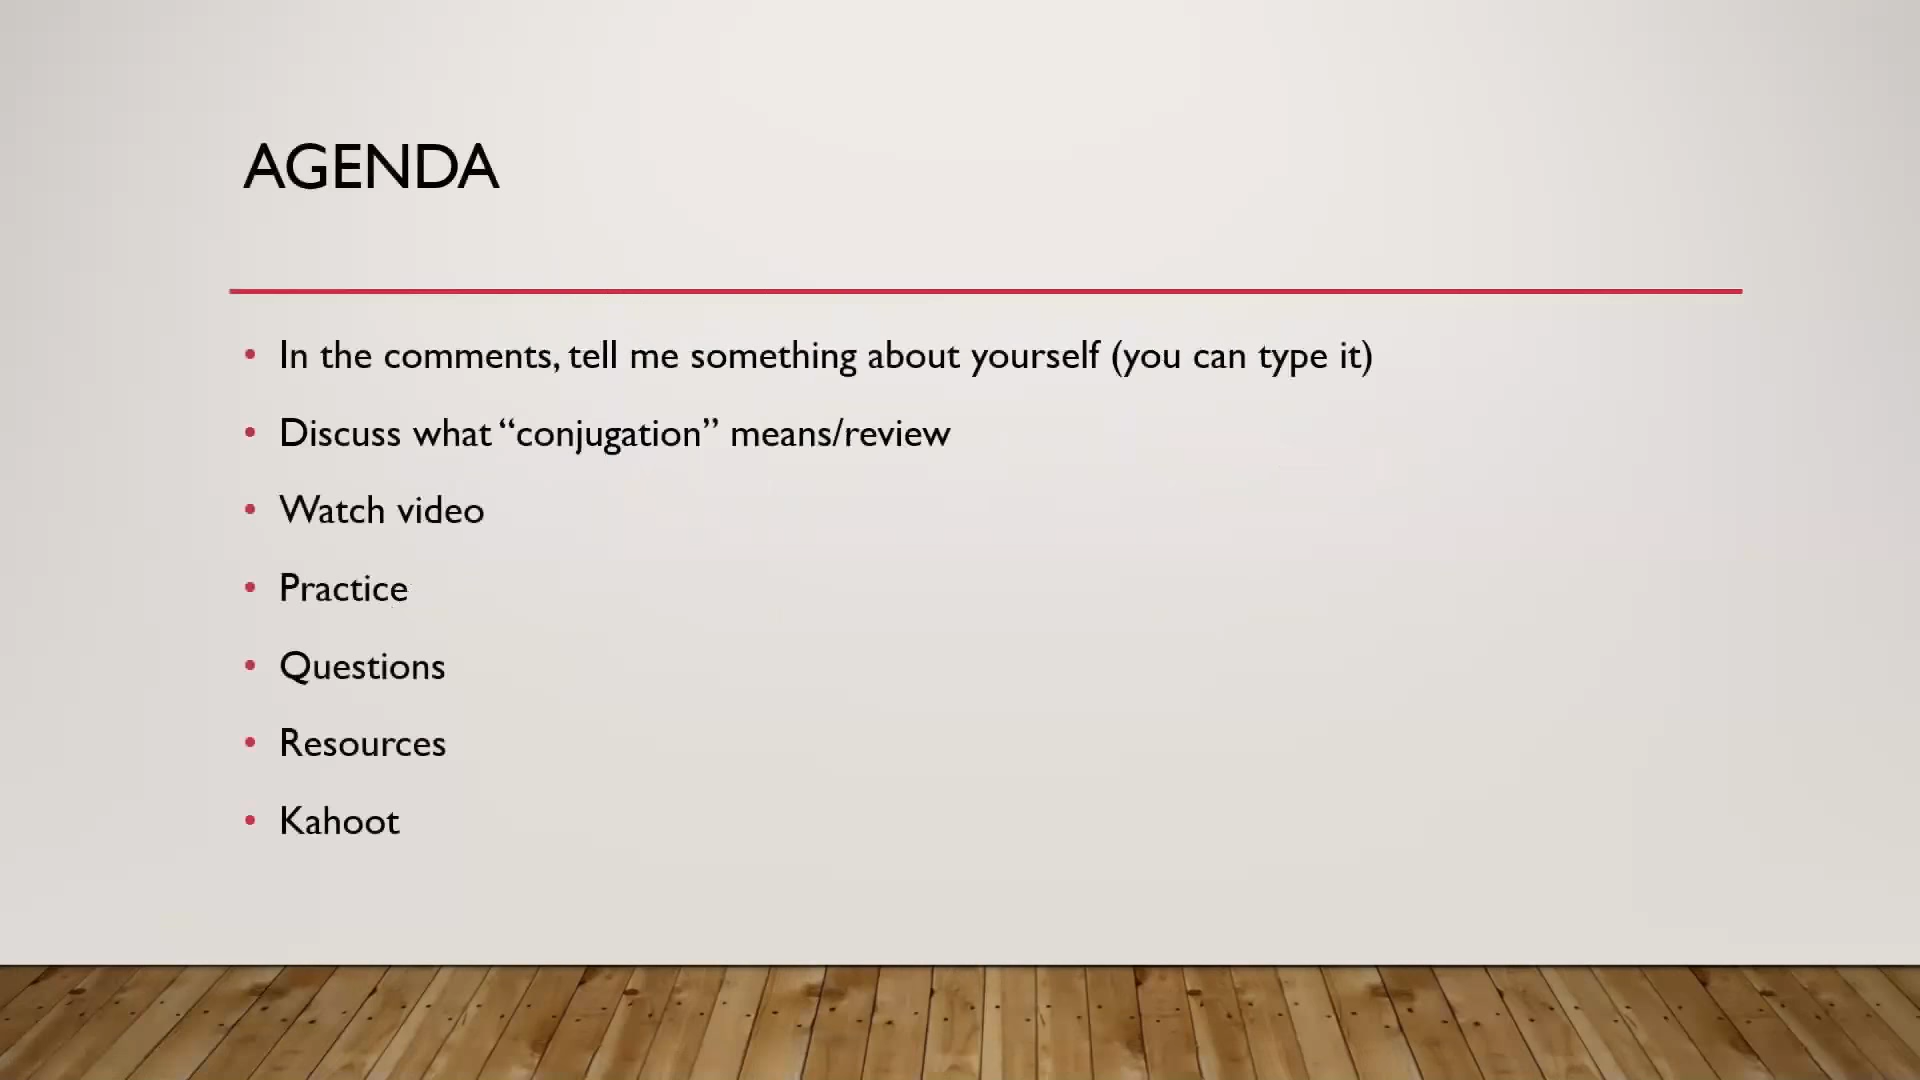 AGENDA
• In the comments, tell me something about yourself (you can type it)
• Discuss what “conjugation” means/review
• Watch video
• Practice
• Questions
• Resources
• Kahoot